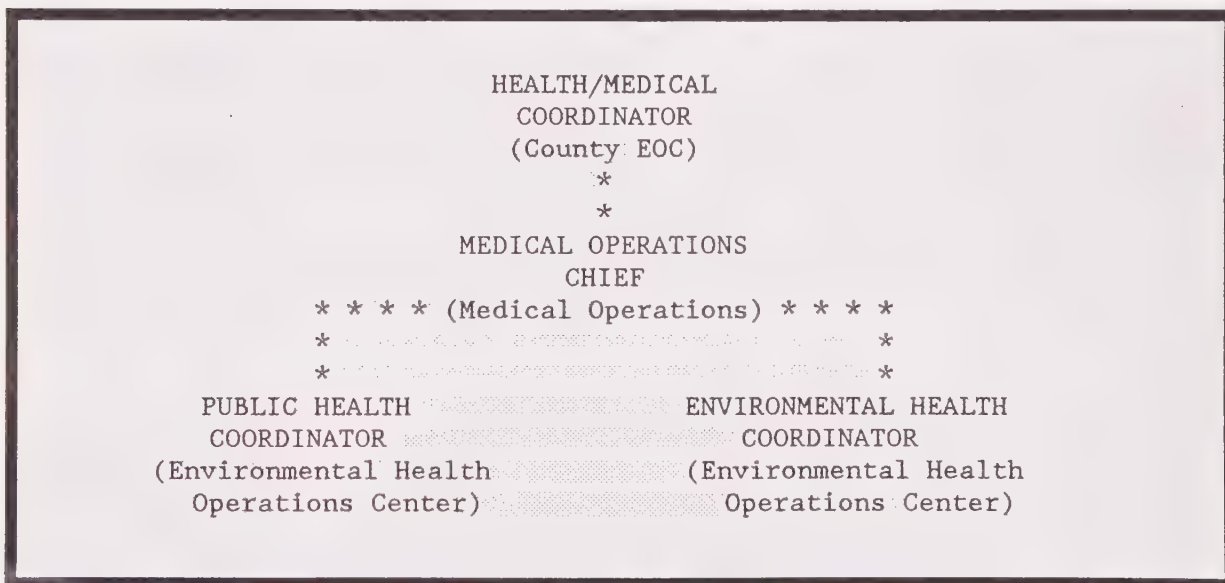 HEALTH/MEDICAL
COORDINATOR
(County EOC)
*
*
MEDICAL OPERATIONS
CHIEF
* * * * (Medical Operations) * * * *
* *
* *
PUBLIC HEALTH ENVIRONMENTAL HEALTH
COORDINATOR COORDINATOR
(Environmental Health (Environmental Health
Operations Center) Operations Center)